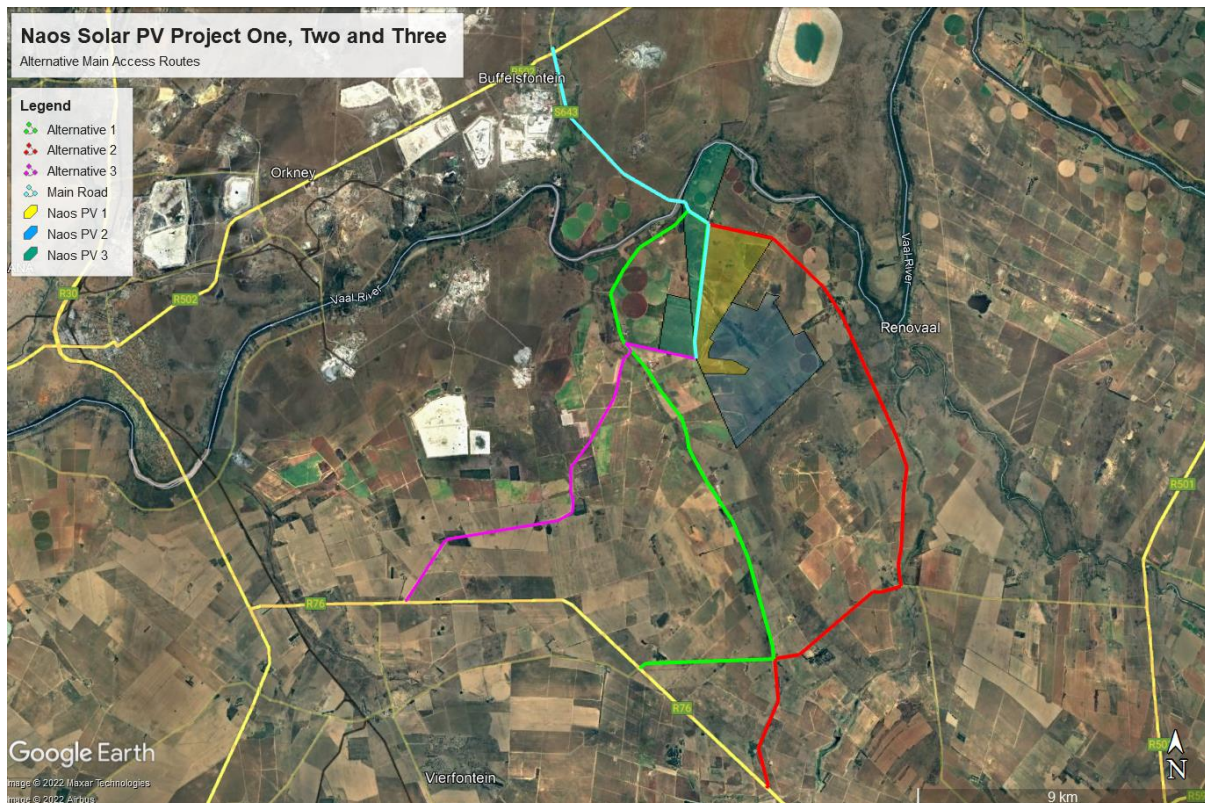 Naos Solar PV Project One, Two and Three
Alternative Main Access Routes
Legend
Alternative 1
Alternative 2
Alternative 3
Main Road
Naos PV 1
Naos PV 2
Naos PV 3
Buffelsfontein
S643
Orkney
R30
R502
Vaal River
Vaal River
Renovaal
R501
R76
R76
Vierfontein
Google Earth
Image © 2022 Maxar Technologies
Image © 2022 Airbus
N
9 km